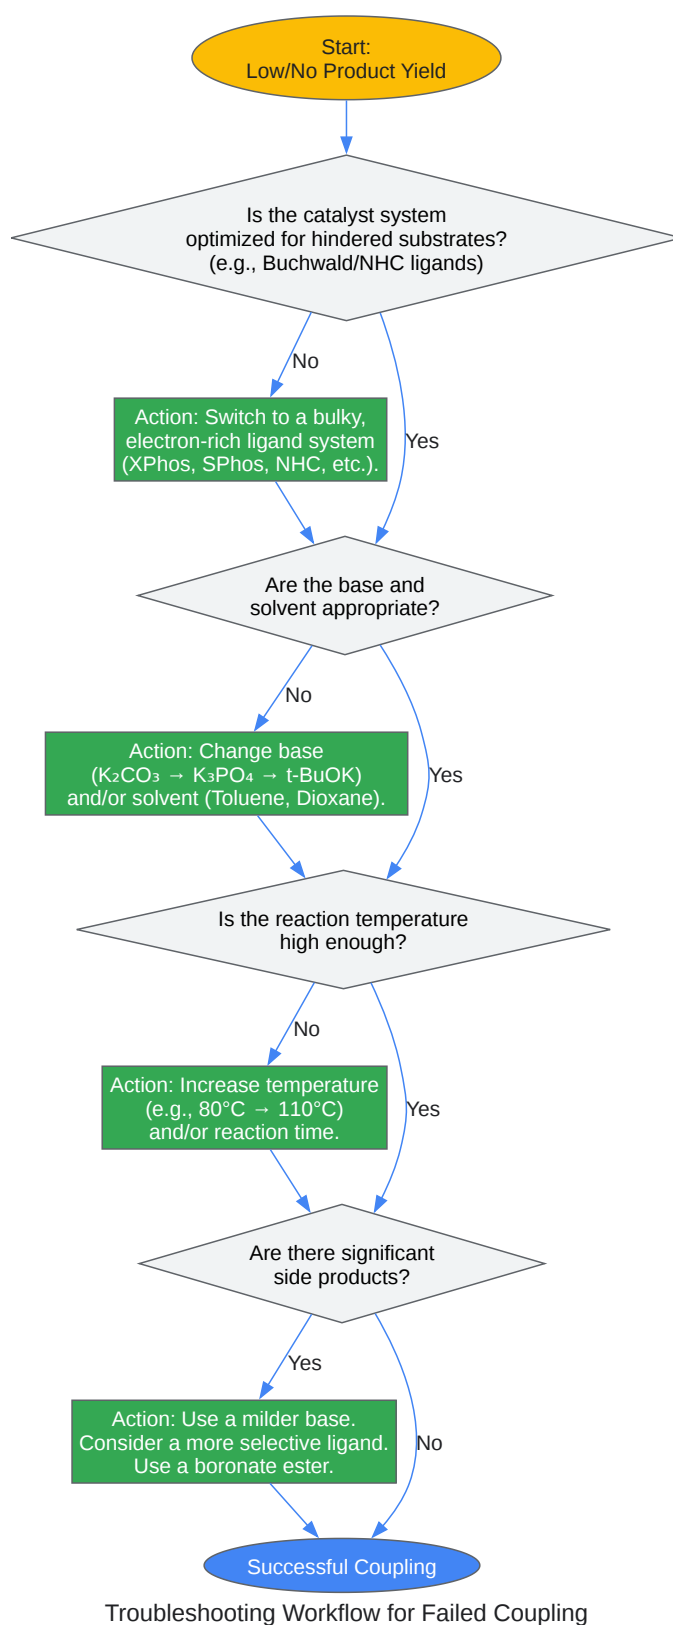 Start:
Low/No Product Yield
Is the catalyst system
optimized for hindered substrates?
(e.g., Buchwald/NHC ligands)
No
Yes
Action: Switch to a bulky,
electron-rich ligand system
(XPhos, SPhos, NHC, etc.).
Are the base and
solvent appropriate?
No
Yes
Action: Change base
(K₂CO₃ → K₃PO₄ → t-BuOK)
and/or solvent (Toluene, Dioxane).
Is the reaction temperature
high enough?
No
Yes
Action: Increase temperature
(e.g., 80°C → 110°C)
and/or reaction time.
Are there significant
side products?
Yes
No
Action: Use a milder base.
Consider a more selective ligand.
Use a boronate ester.
Successful Coupling
Troubleshooting Workflow for Failed Coupling